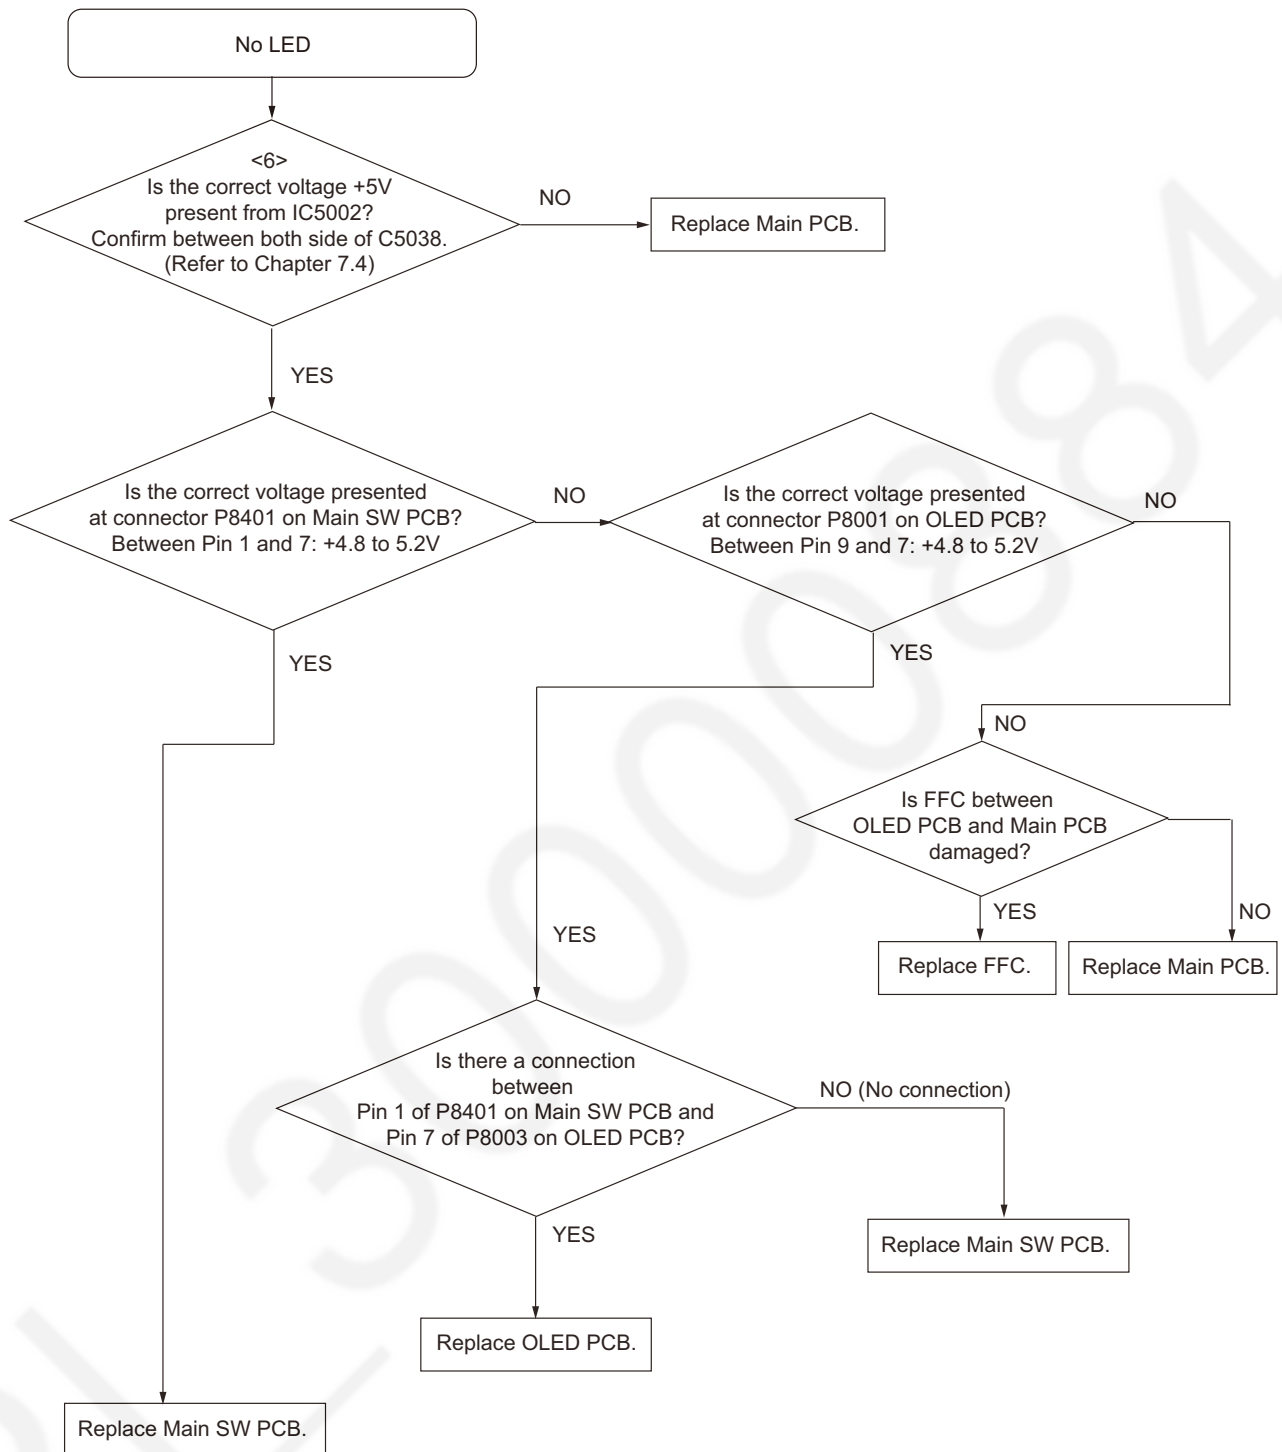 No LED
<6>
Is the correct voltage +5V
present from IC5002?
Confirm between both side of C5038.
(Refer to Chapter 7.4)
NO
Replace Main PCB.
YES
Is the correct voltage presented
at connector P8401 on Main SW PCB?
Between Pin 1 and 7: +4.8 to 5.2V
NO
Is the correct voltage presented
at connector P8001 on OLED PCB?
Between Pin 9 and 7: +4.8 to 5.2V
NO
YES
YES
NO
Is FFC between
OLED PCB and Main PCB
damaged?
YES
NO
Replace FFC.
Replace Main PCB.
YES
Is there a connection
between
Pin 1 of P8401 on Main SW PCB and
Pin 7 of P8003 on OLED PCB?
NO (No connection)
YES
Replace Main SW PCB.
Replace OLED PCB.
Replace Main SW PCB.